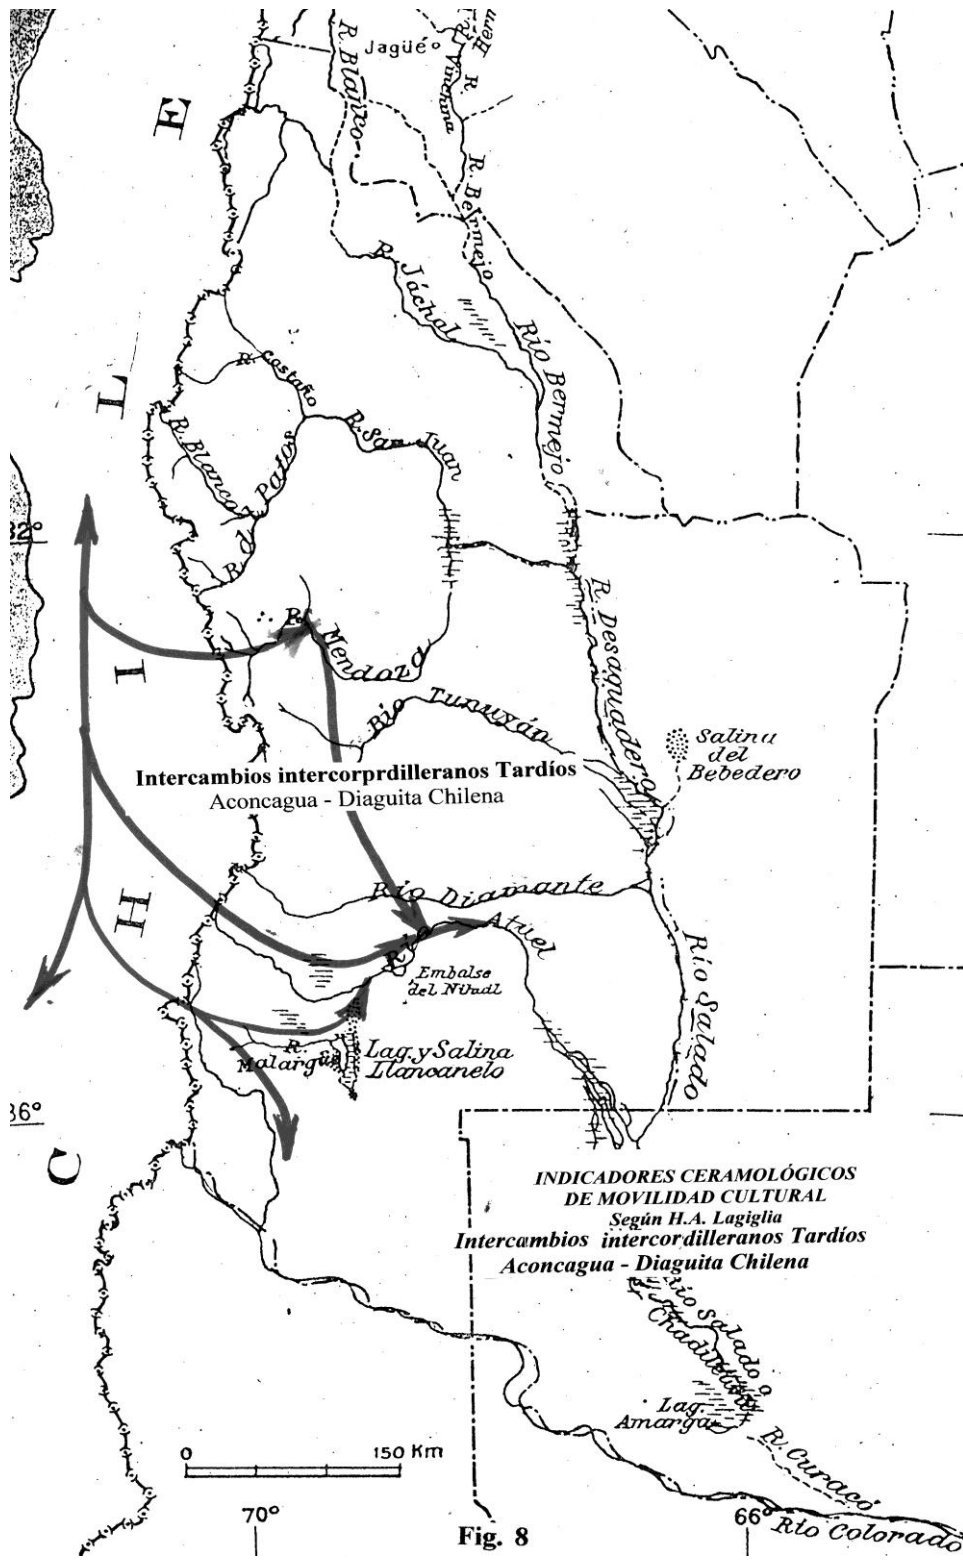 R. Blanco
Jagüé
R.
Hern
R. Vinchina
R. Bermejo
E
R. Jáchal
Río Bermejo
L
R. Castaño
R. San Juan
R. Blanco
R. d. Patos
32°
R. Mendoza
R. Desaguadero
I
Río Tunuyán
Salina
del
Bebedero
Intercambios intercorprdilleranos Tardíos
Aconcagua - Diaguita Chilena
H
Río Diamante
Río Atuel
Embalse
del Nihuil
Río Salado
R.
Malargüe
Lag. y Salina
Llancanelo
36°
C
INDICADORES CERAMOLÓGICOS
DE MOVILIDAD CULTURAL
Según H.A. Lagiglia
Intercambios intercordilleranos Tardíos
Aconcagua - Diaguita Chilena
Río Salado o
Chadileuvú
Lag.
Amarga
R. Curacó
0 150 Km
70°
66°
Río Colorado
Fig. 8